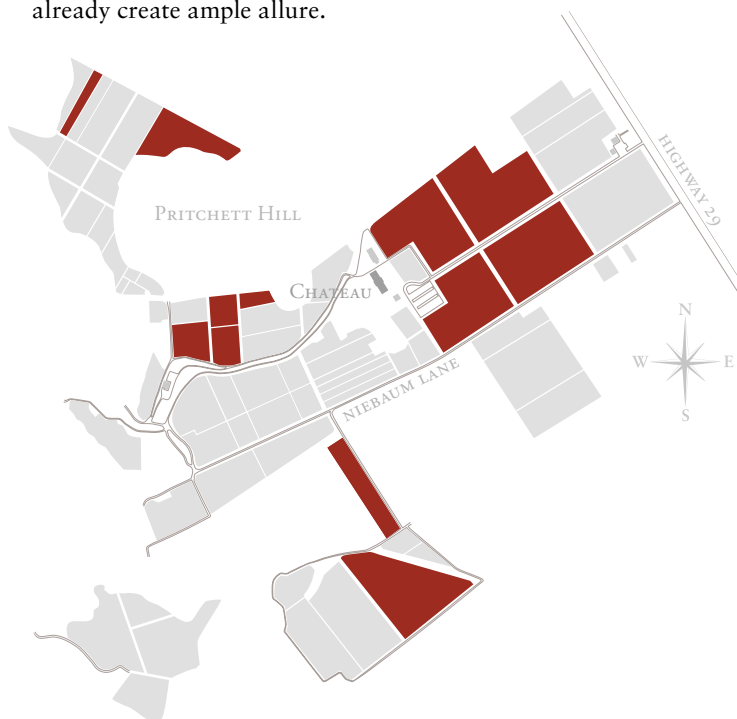 already create ample allure.
HIGHWAY 29
PRITCHETT HILL
CHATEAU
N
W E
S
NIEBAUM LANE